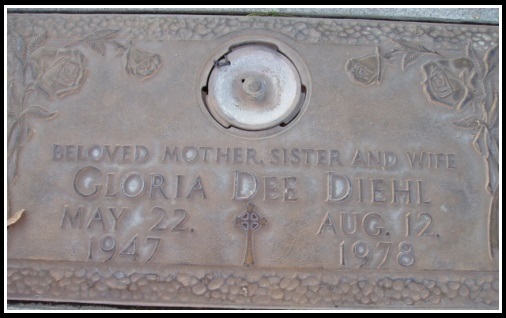 BELOVED MOTHER, SISTER AND WIFE
GLORIA DEE DIEHL
MAY 22, AUG. 12,
1947 1978